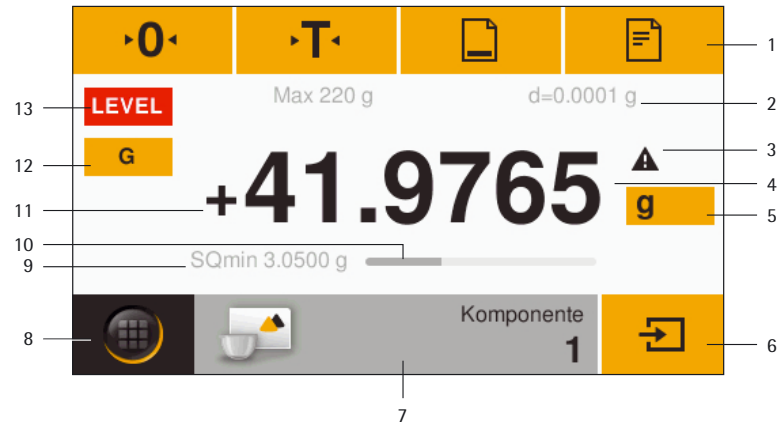 0 T
1
Max 220 g d=0.0001 g
2
13 LEVEL
3
12 G
+41.9765
4
g
5
11
10
9 SQmin 3.0500 g
8
Komponente
1
6
7